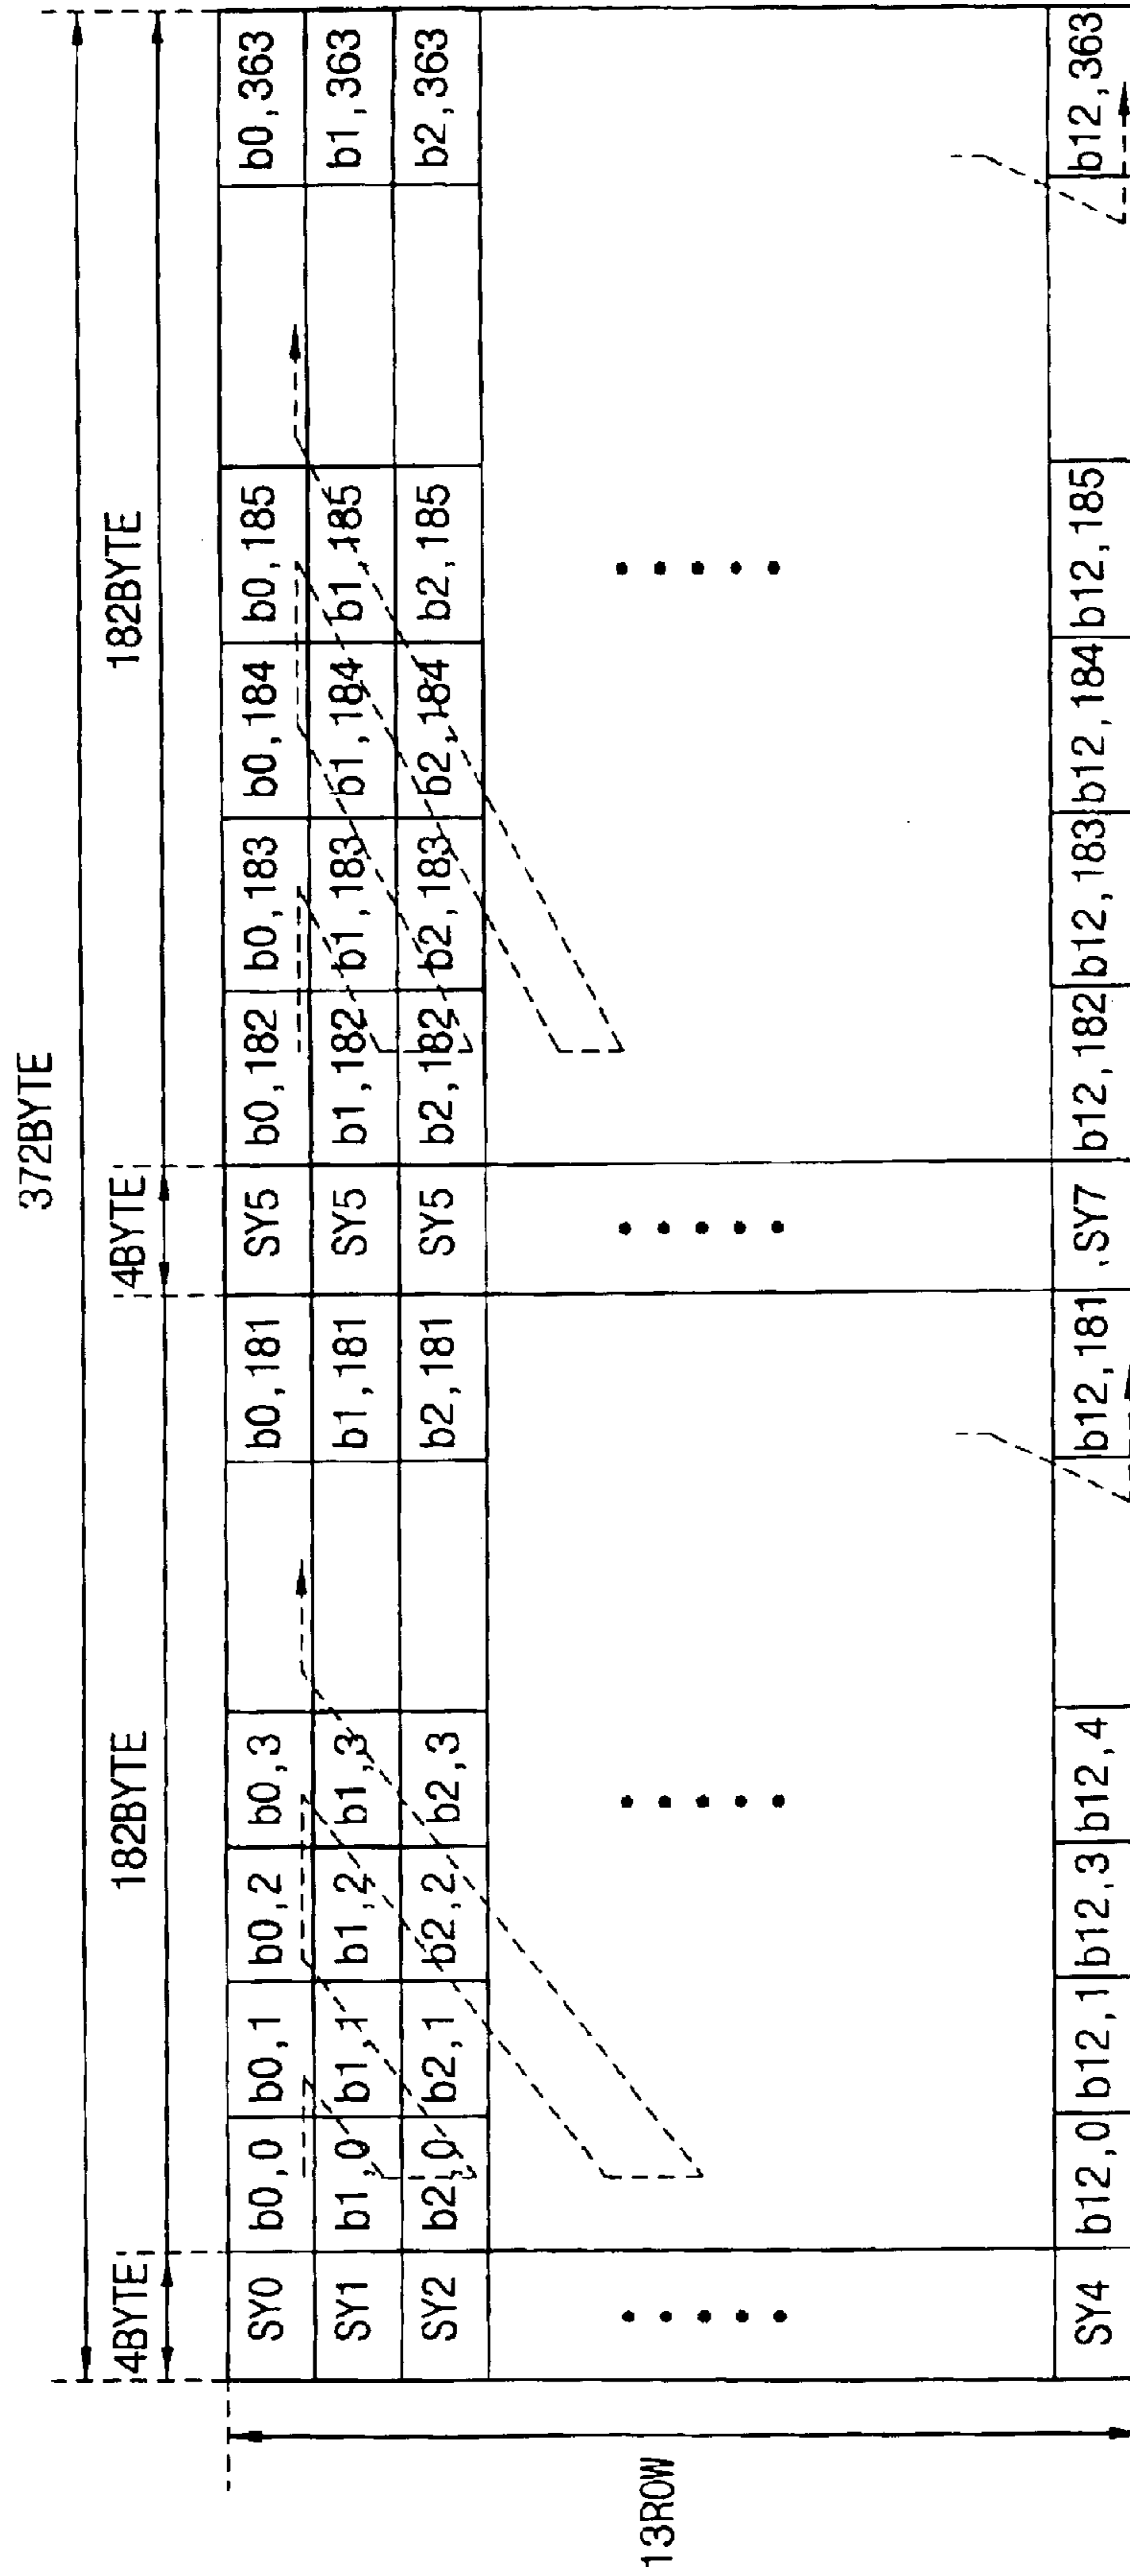 372BYTE
4BYTE 182BYTE 4BYTE 182BYTE
SY0 b0,0 b0,1 b0,2 b0,3 b0,181 SY5 b0,182 b0,183 b0,184 b0,185 b0,363
SY1 b1,0 b1,1 b1,2 b1,3 b1,181 SY5 b1,182 b1,183 b1,184 b1,185 b1,363
SY2 b2,0 b2,1 b2,2 b2,3 b2,181 SY5 b2,182 b2,183 b2,184 b2,185 b2,363
13ROW
SY4 b12,0 b12,1 b12,3 b12,4 b12,181 SY7 b12,182 b12,183 b12,184 b12,185 b12,363